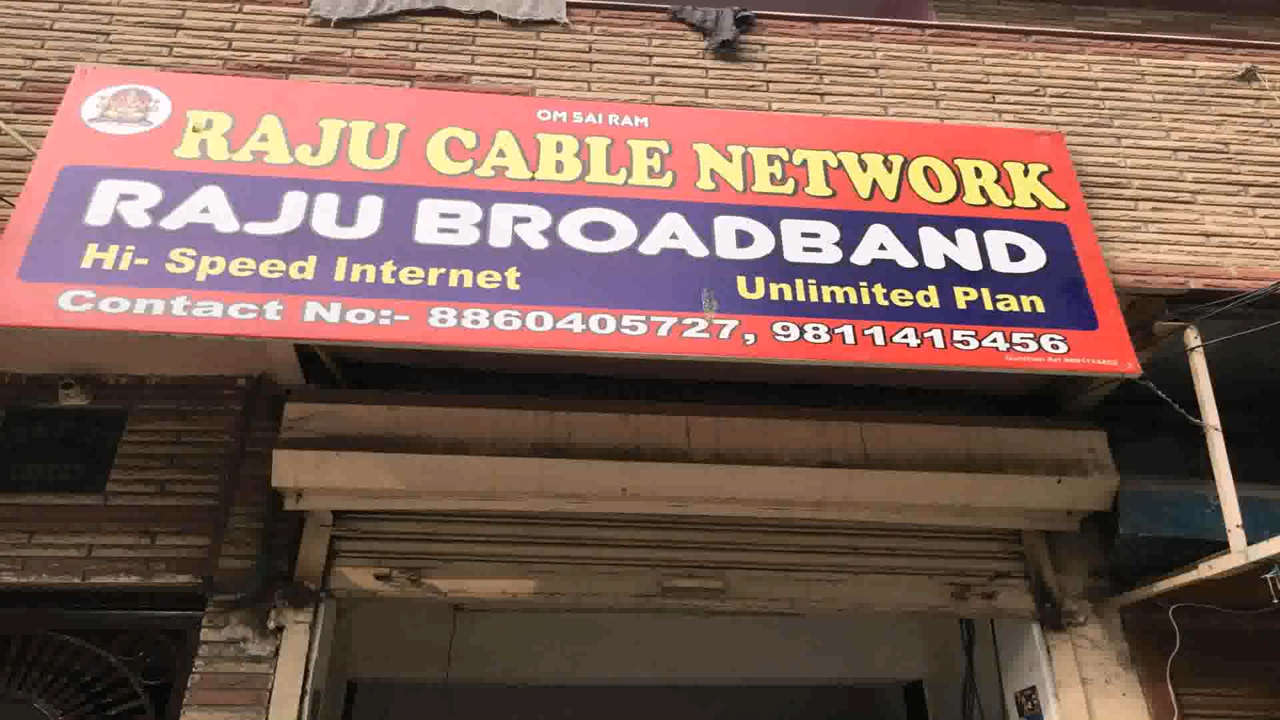 OM SAI RAM
RAJU CABLE NETWORK
RAJU BROADBAND
Hi- Speed Internet Unlimited Plan
Contact No:- 8860405727, 9811415456